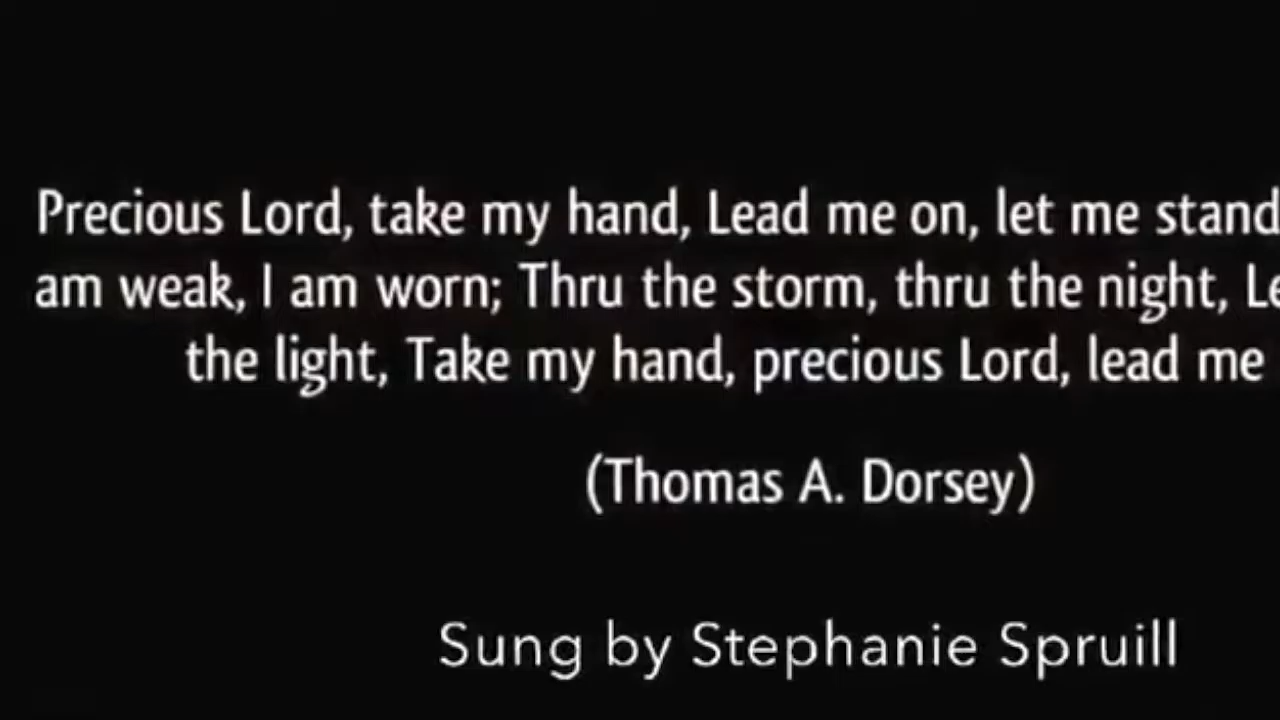 Precious Lord, take my hand, Lead me on, let me stand
am weak, I am worn; Thru the storm, thru the night, Le
the light, Take my hand, precious Lord, lead me
(Thomas A. Dorsey)
Sung by Stephanie Spruill